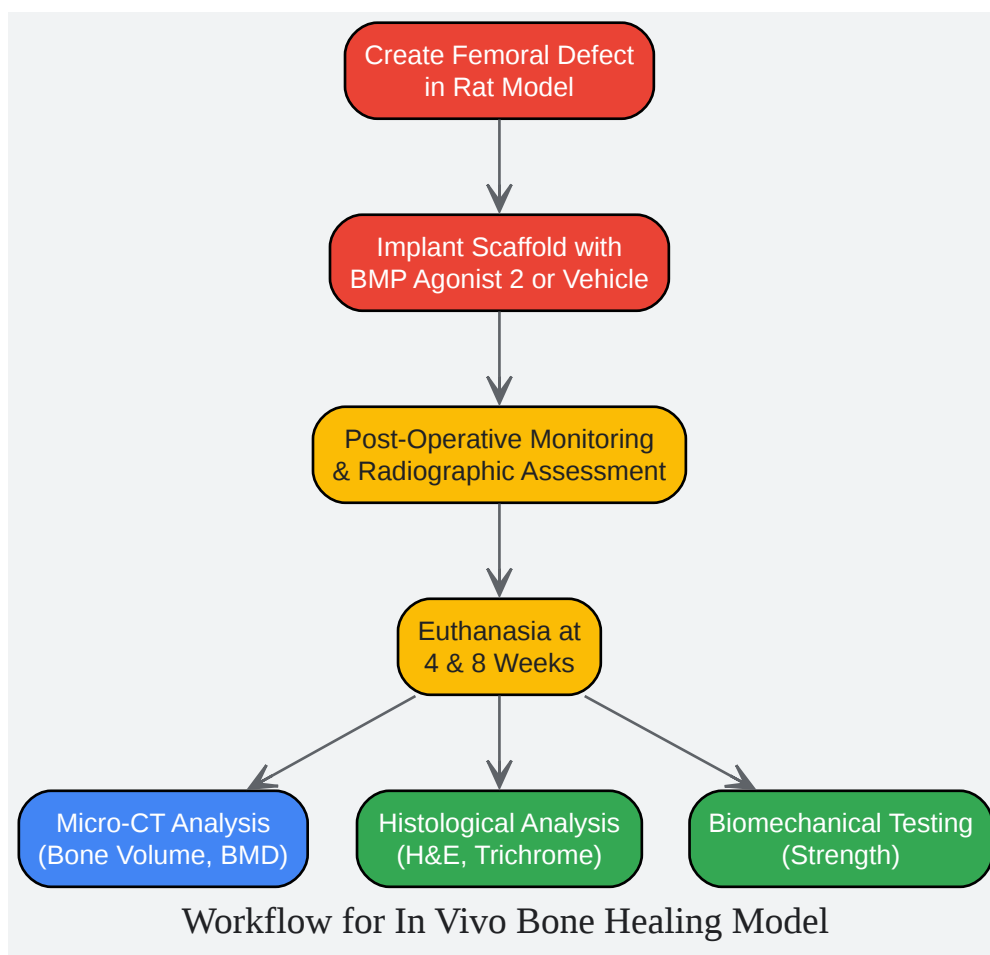 Create Femoral Defect
in Rat Model
Implant Scaffold with
BMP Agonist 2 or Vehicle
Post-Operative Monitoring
& Radiographic Assessment
Euthanasia at
4 & 8 Weeks
Micro-CT Analysis
(Bone Volume, BMD)
Histological Analysis
(H&E, Trichrome)
Biomechanical Testing
(Strength)
Workflow for In Vivo Bone Healing Model